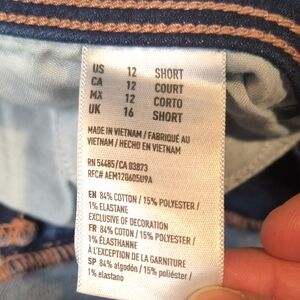 US 12 SHORT
CA 12 COURT
MX 12 CORTO
UK 16 SHORT
MADE IN VIETNAM / FABRIQUÉ AU
VIETNAM / HECHO EN VIETNAM
RN 54485/CA 03873
RFC# AEM120405U9A
EN 84% COTTON / 15% POLYESTER /
1% ELASTANE
EXCLUSIVE OF DECORATION
FR 84% COTON / 15% POLYESTER /
1% ÉLASTHANNE
À L'EXCEPTION DE LA GARNITURE
SP 84% algodón / 15% poliéster /
1% elastano